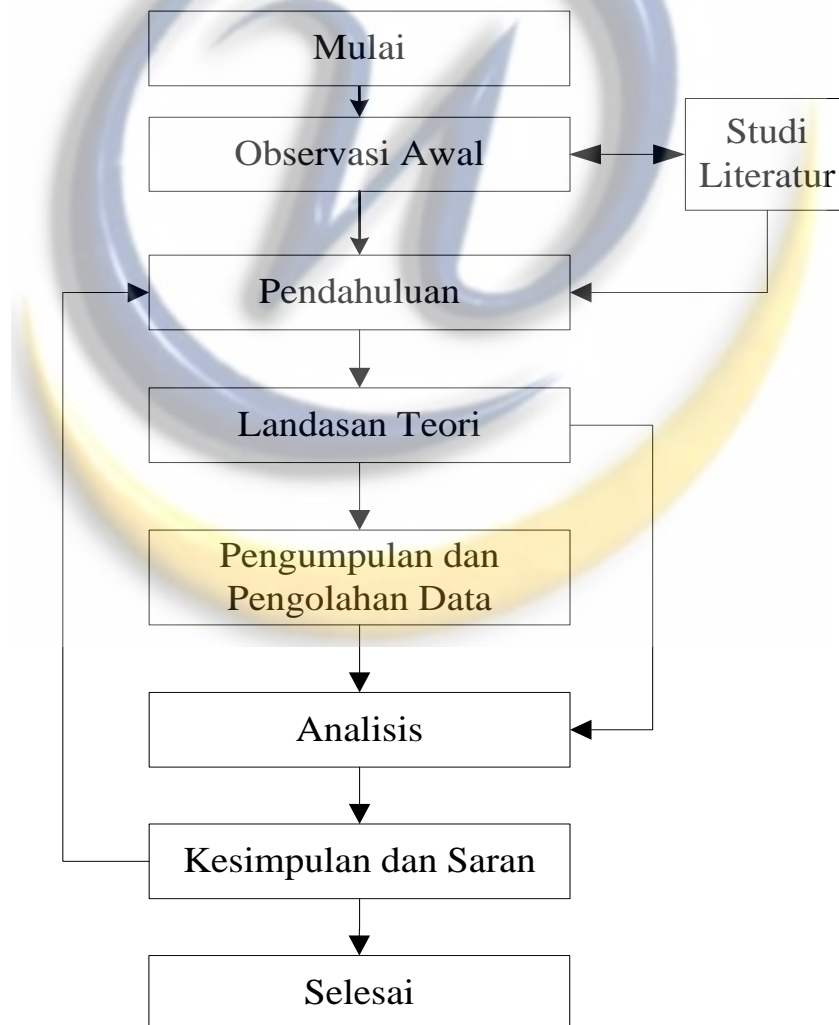 Mulai
Observasi Awal
Studi
Literatur
Pendahuluan
Landasan Teori
Pengumpulan dan
Pengolahan Data
Analisis
Kesimpulan dan Saran
Selesai